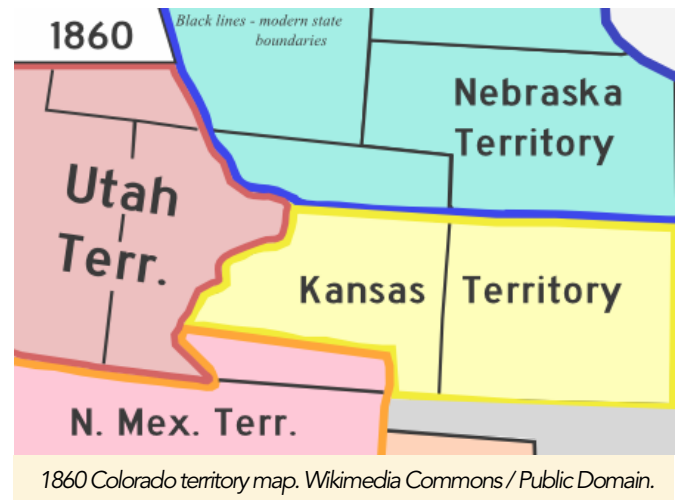 1860
Black lines - modern state
boundaries
Nebraska
Territory
Utah
Terr.
Kansas Territory
N. Mex. Terr.
1860 Colorado territory map. Wikimedia Commons / Public Domain.